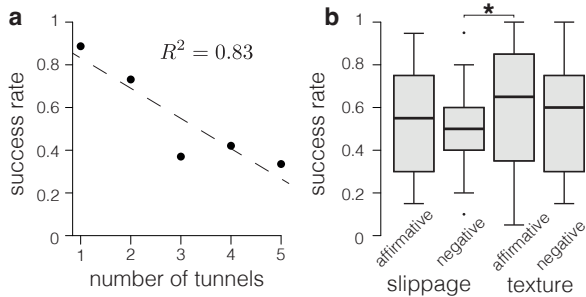 a
R² = 0.83
success rate
1
0.8
0.6
0.4
0.2
0
1 2 3 4 5
number of tunnels
b
*
success rate
1
0.8
0.6
0.4
0.2
0
affirmative negative affirmative negative
slippage texture